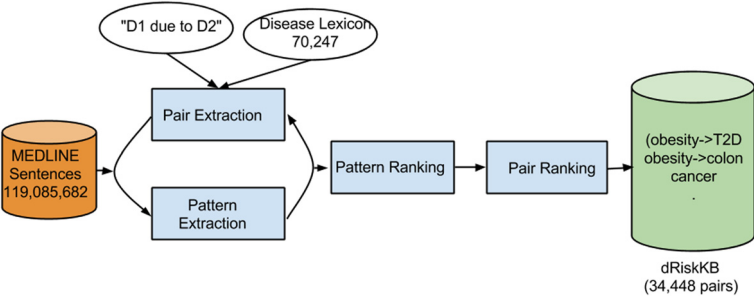 "D1 due to D2"
Disease Lexicon
70,247
Pair Extraction
MEDLINE
Sentences
119,085,682
Pattern
Extraction
Pattern Ranking
Pair Ranking
(obesity->T2D
obesity->colon
cancer
.
dRiskKB
(34,448 pairs)